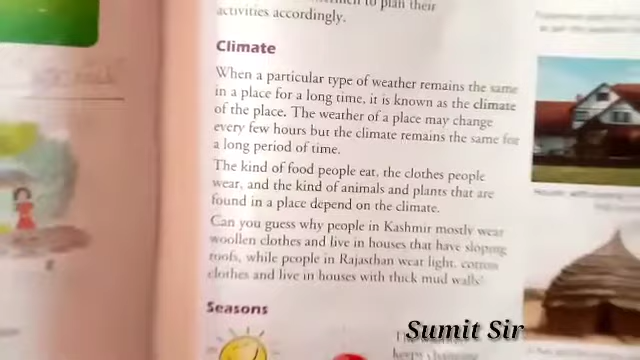 to plan their
activities accordingly.
Climate
When a particular type of weather remains the same
in a place for a long time, it is known as the climate
of the place. The weather of a place may change
every few hours but the climate remains the same for
a long period of time.
The kind of food people eat, the clothes people
wear, and the kind of animals and plants that are
found in a place depend on the climate.
Can you guess why people in Kashmir mostly wear
woollen clothes and live in houses that have sloping
roofs, while people in Rajasthan wear light, cotton
clothes and live in houses with thick mud walls?
Seasons
Sumit Sir